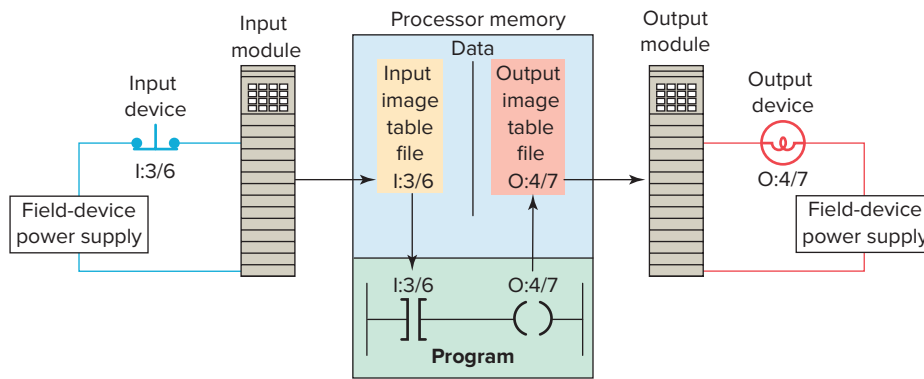 Input
module
Processor memory
Output
module
Data
Input
device
Input
image
table
file
Output
image
table
file
Output
device
I:3/6
I:3/6
O:4/7
O:4/7
Field-device
power supply
Field-device
power supply
I:3/6
O:4/7
Program